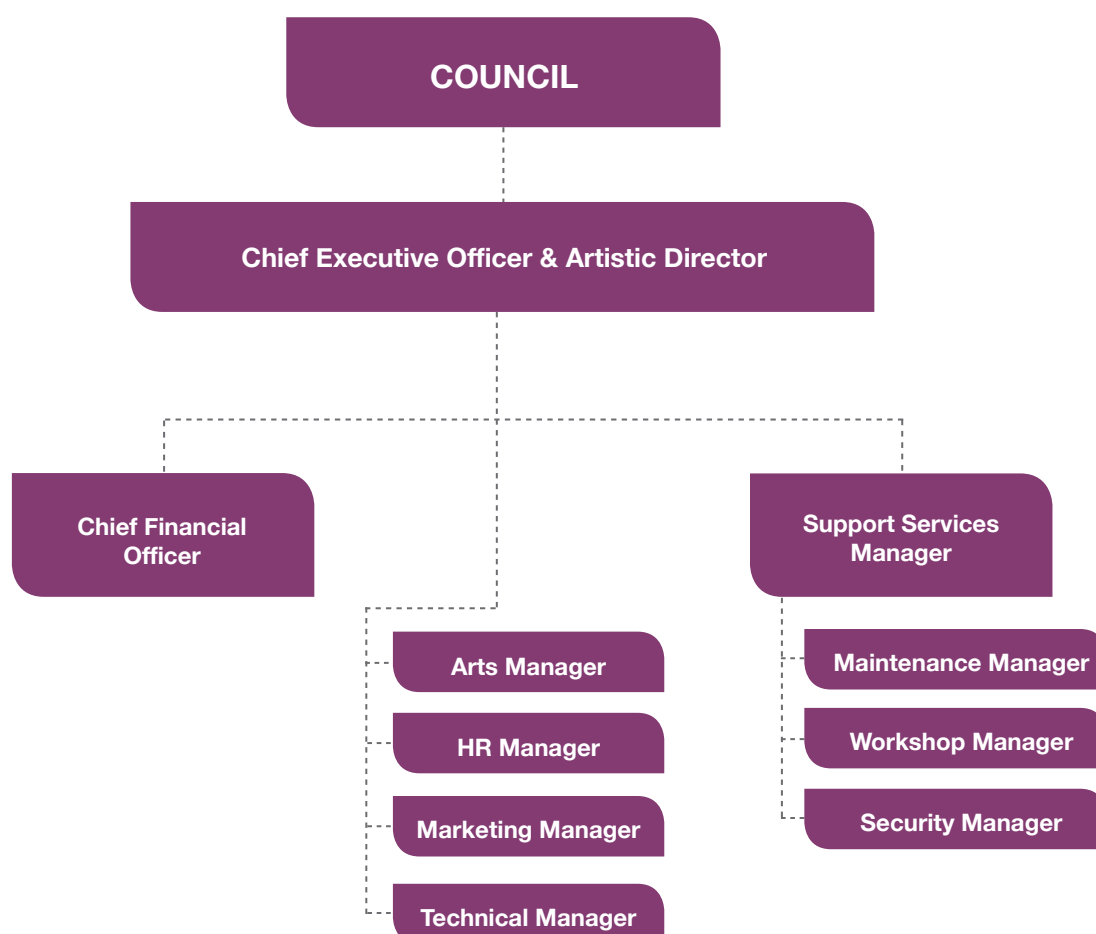 COUNCIL
Chief Executive Officer & Artistic Director
Chief Financial
Officer
Support Services
Manager
Arts Manager
HR Manager
Marketing Manager
Technical Manager
Maintenance Manager
Workshop Manager
Security Manager